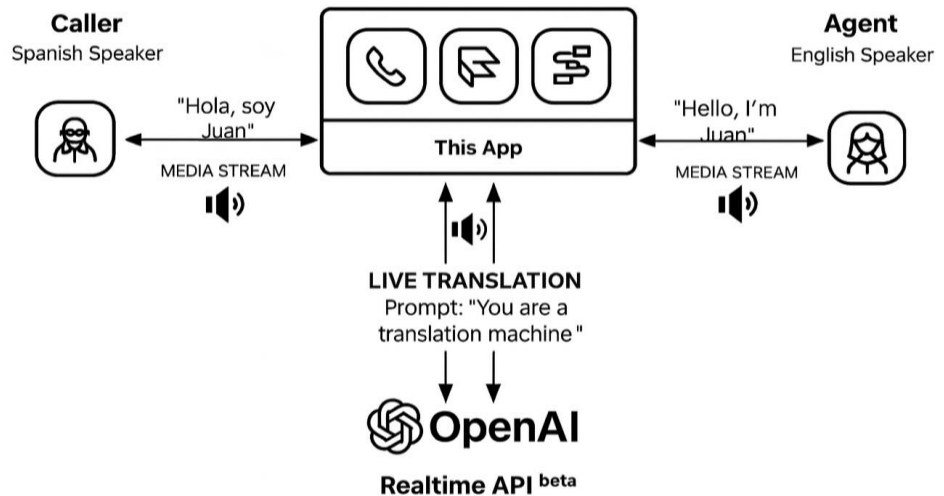 Caller
Spanish Speaker
"Hola, soy
Juan"
MEDIA STREAM
This App
Agent
English Speaker
"Hello, I'm
Juan"
MEDIA STREAM
LIVE TRANSLATION
Prompt: "You are a
translation machine"
OpenAI
Realtime API beta